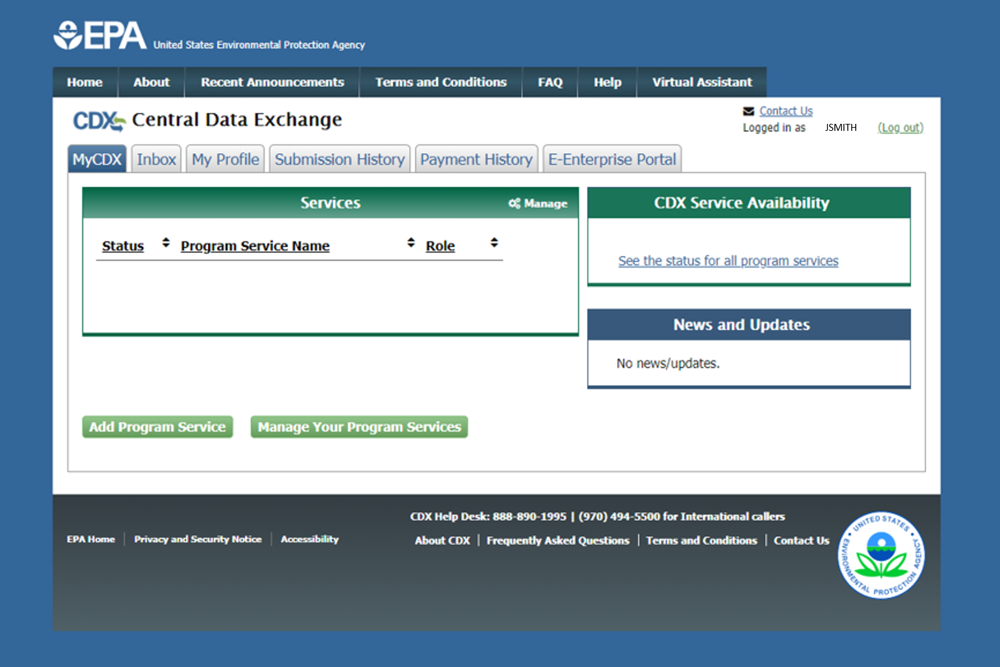 EPA United States Environmental Protection Agency
Home About Recent Announcements Terms and Conditions FAQ Help Virtual Assistant
Contact Us
CDX Central Data Exchange
Logged in as JSMITH (Log out)
MyCDX Inbox My Profile Submission History Payment History E-Enterprise Portal
Services Manage
Status Program Service Name Role
CDX Service Availability
See the status for all program services
News and Updates
No news/updates.
Add Program Service Manage Your Program Services
CDX Help Desk: 888-890-1995 | (970) 494-5500 for International callers
EPA Home Privacy and Security Notice Accessibility
About CDX | Frequently Asked Questions | Terms and Conditions | Contact Us
UNITED STATES
ENVIRONMENTAL PROTECTION AGENCY